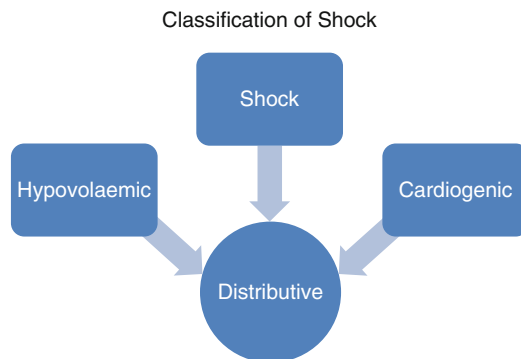 Classification of Shock
Shock
Hypovolaemic
Cardiogenic
Distributive